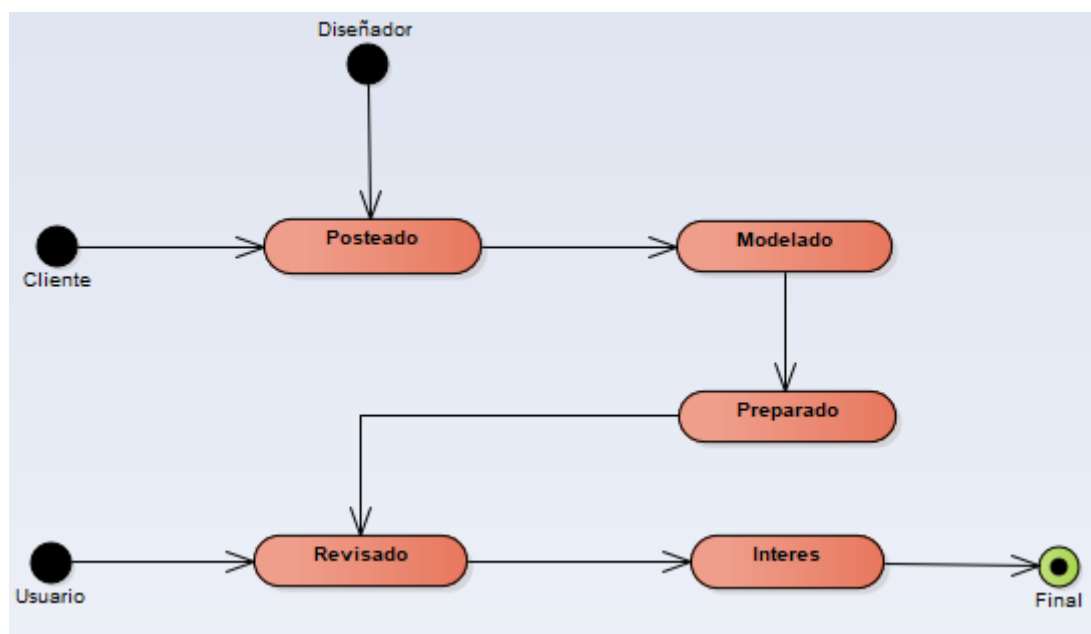 Diseñador
Posteado
Modelado
Cliente
Preparado
Revisado
Interes
Usuario
Final